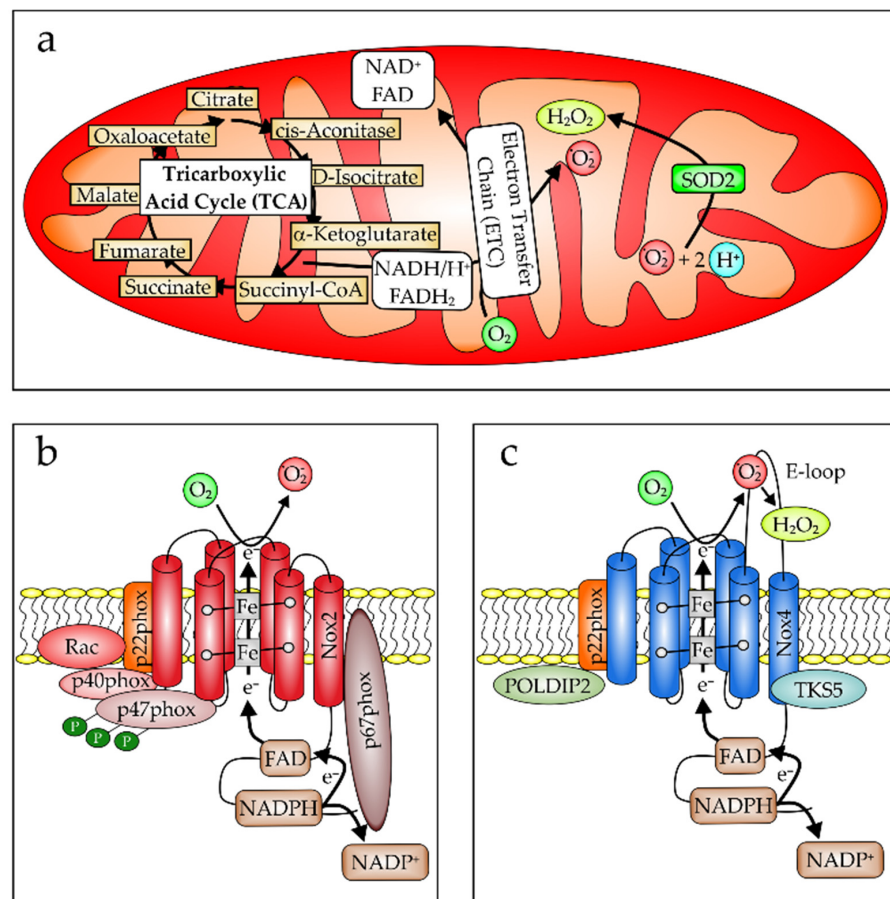 a
NAD⁺
FAD
Citrate
H₂O₂
Oxaloacetate
cis-Aconitase
Electron Transfer
Chain (ETC)
•O₂⁻
Tricarboxylic
Acid Cycle (TCA)
D-Isocitrate
SOD2
Malate
α-Ketoglutarate
Fumarate
NADH/H⁺
FADH₂
•O₂⁻ + 2 H⁺
Succinate
Succinyl-CoA
O₂
b
O₂
•O₂⁻
e⁻
p22phox
Fe
Nox2
Rac
Fe
p40phox
e⁻
p47phox
p67phox
P
P
P
FAD
e⁻
NADPH
NADP⁺
c
•O₂⁻
E-loop
O₂
H₂O₂
e⁻
p22phox
Fe
Nox4
Fe
POLDIP2
e⁻
TKS5
FAD
e⁻
NADPH
NADP⁺